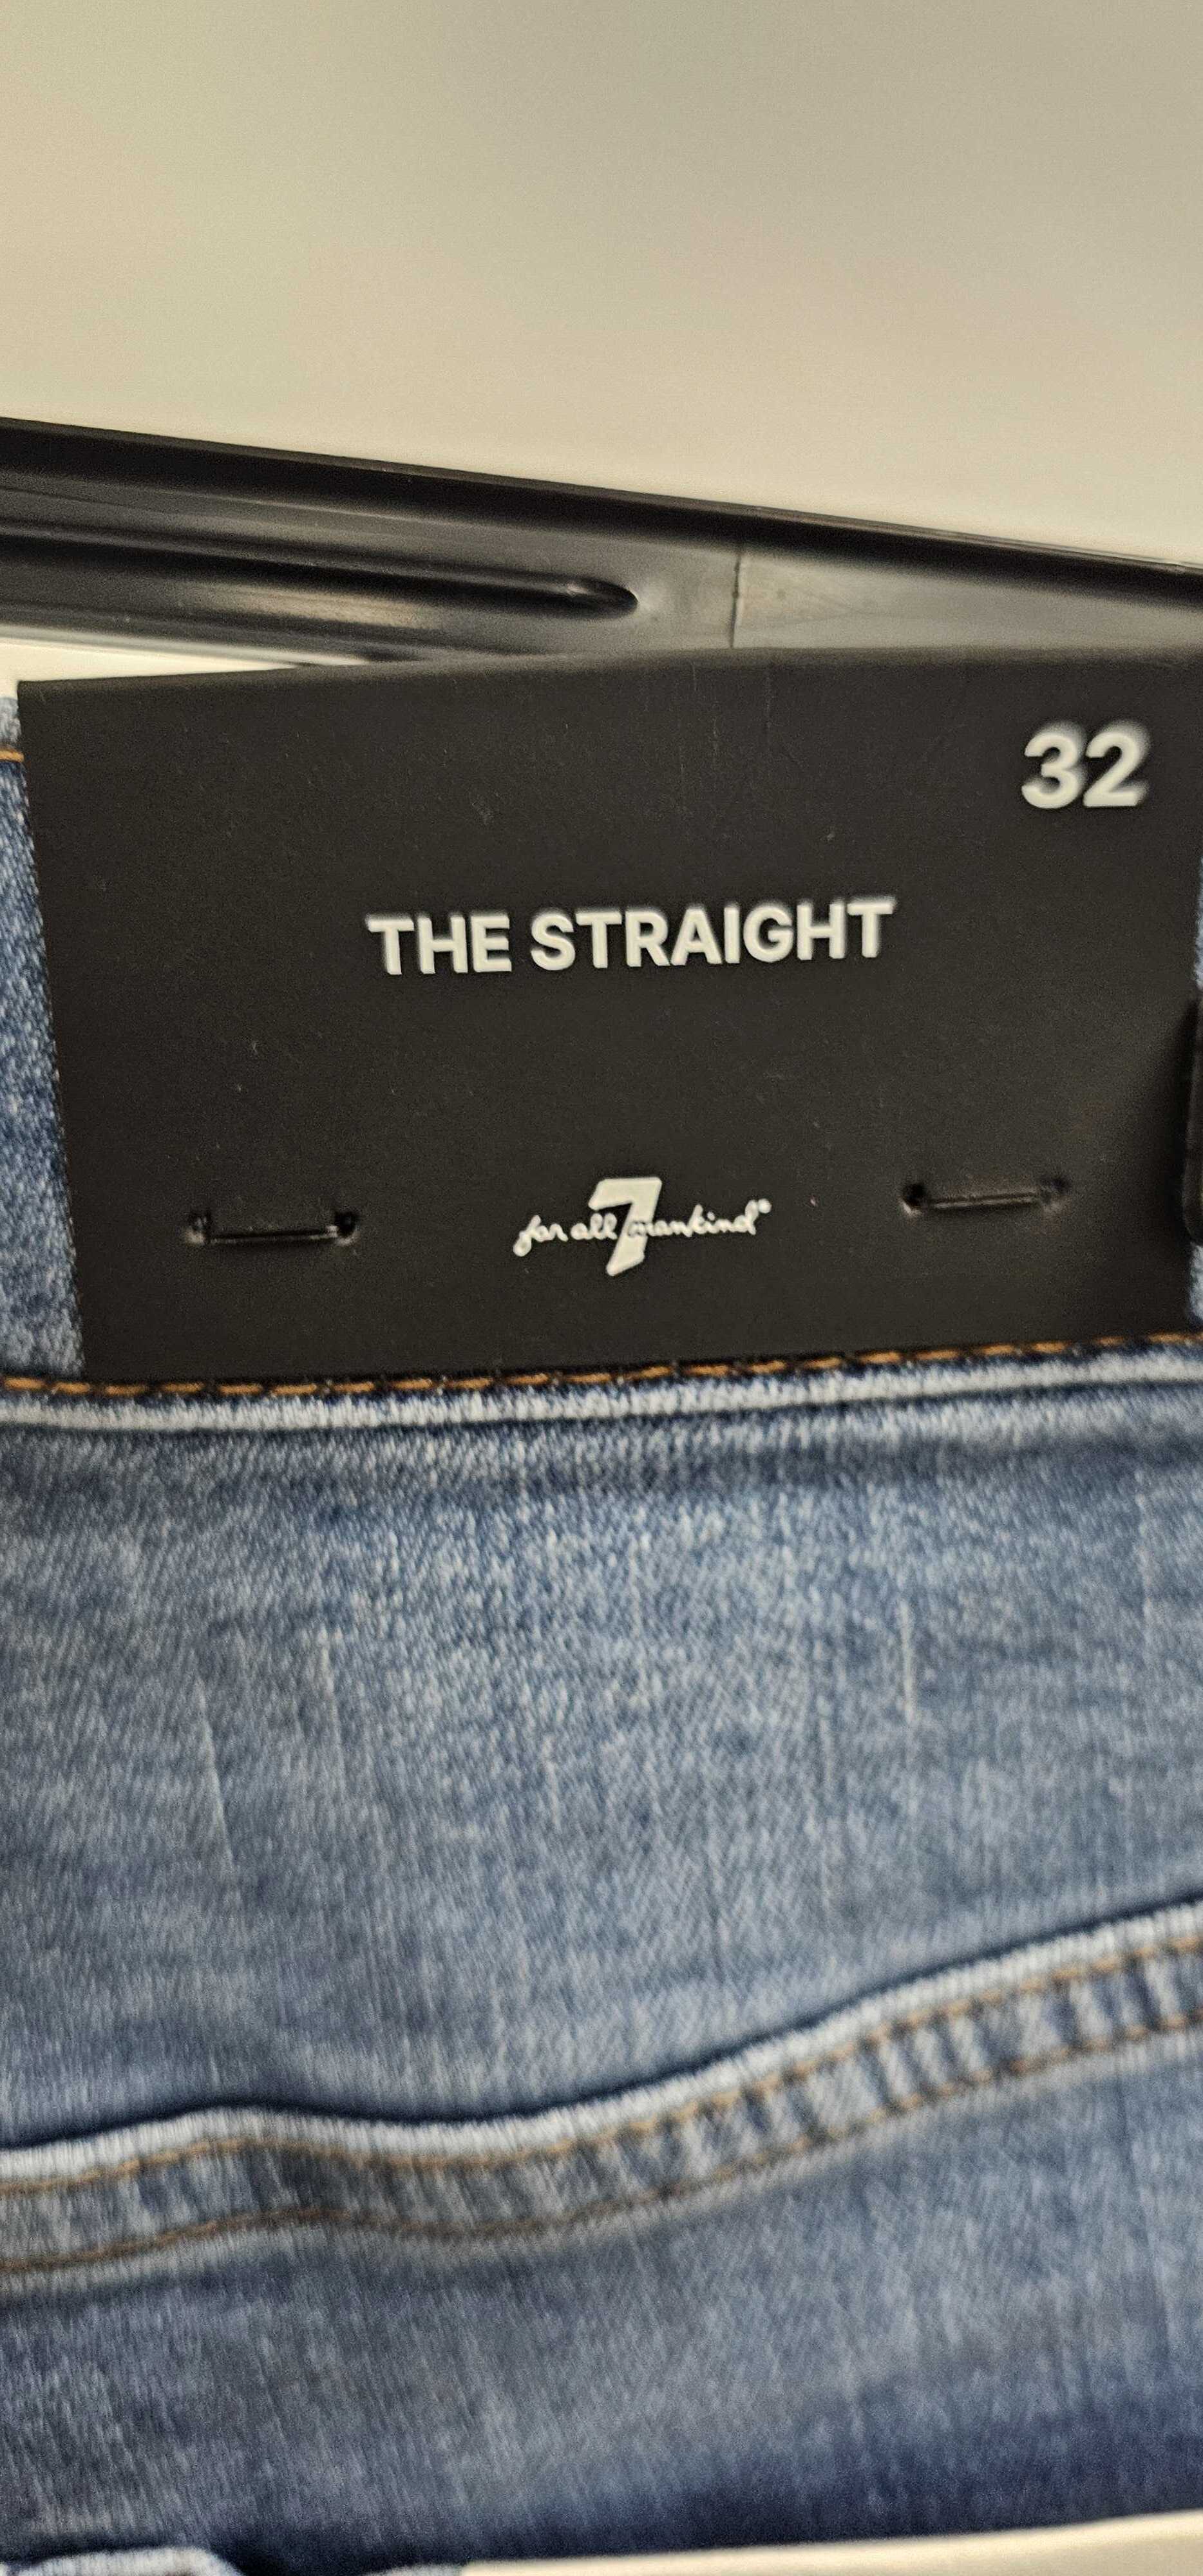 32
THE STRAIGHT
7
for all mankind®